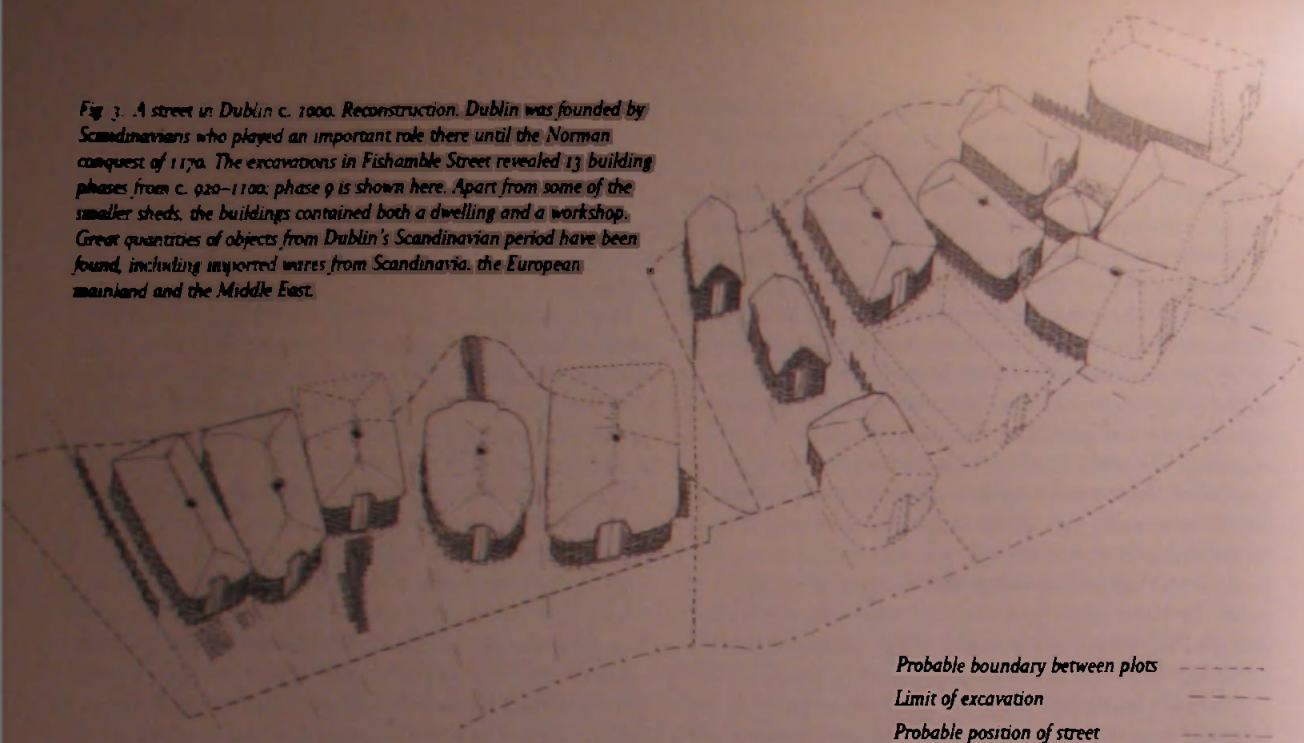 Fig 3. A street in Dublin c. 1000. Reconstruction. Dublin was founded by
Scandinavians who played an important role there until the Norman
conquest of 1170. The excavations in Fishamble Street revealed 13 building
phases from c. 920–1100; phase 9 is shown here. Apart from some of the
smaller sheds, the buildings contained both a dwelling and a workshop.
Great quantities of objects from Dublin's Scandinavian period have been
found, including imported wares from Scandinavia, the European
mainland and the Middle East.
Probable boundary between plots
Limit of excavation
Probable position of street